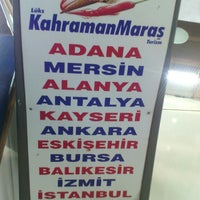 Lüks
KahramanMaraş
Turizm
ADANA
MERSİN
ALANYA
ANTALYA
KAYSERİ
ANKARA
ESKİŞEHİR
BURSA
BALIKESİR
İZMİT
İSTANBUL